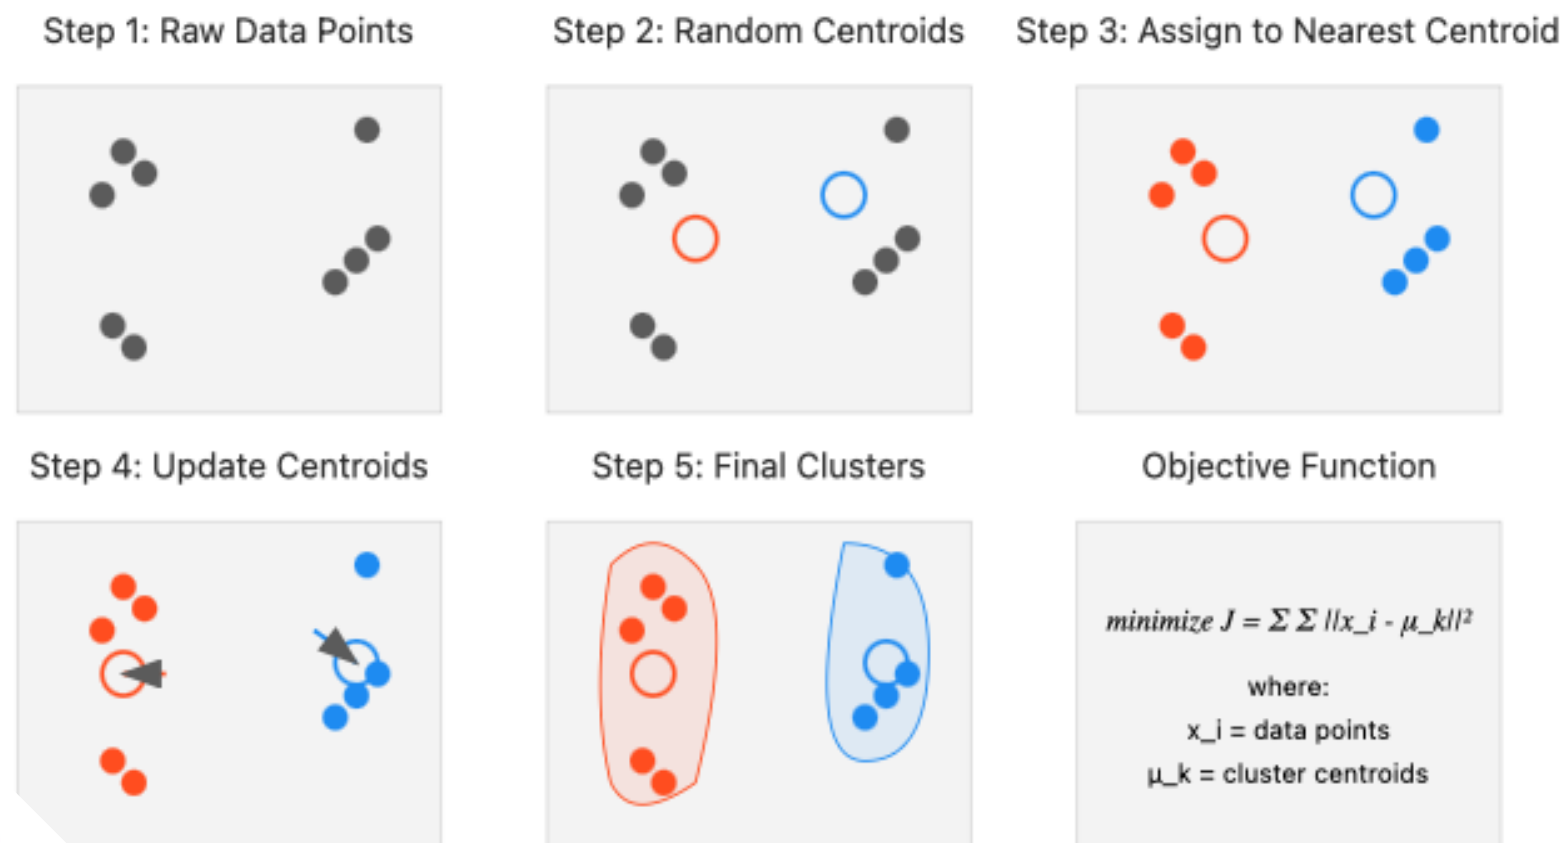 Step 1: Raw Data Points
Step 2: Random Centroids
Step 3: Assign to Nearest Centroid
Step 4: Update Centroids
Step 5: Final Clusters
Objective Function
minimize J = Σ Σ ||x_i - μ_k||²
where:
x_i = data points
μ_k = cluster centroids